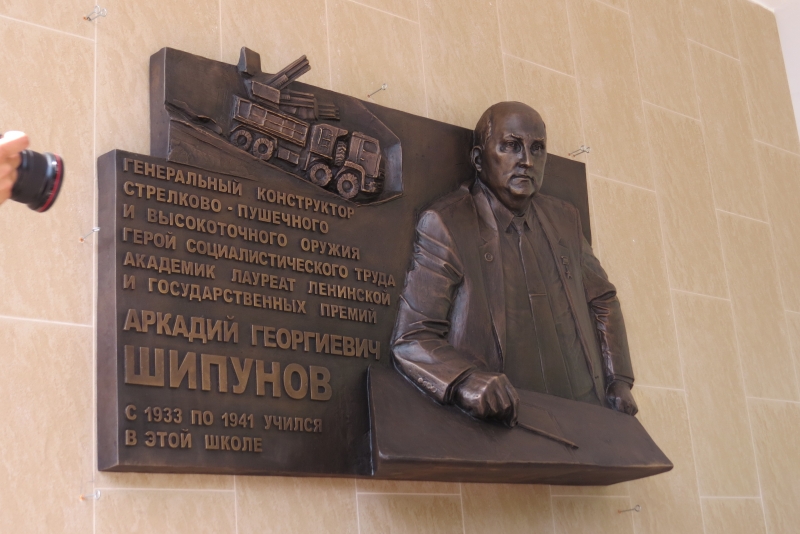 ГЕНЕРАЛЬНЫЙ КОНСТРУКТОР
СТРЕЛКОВО - ПУШЕЧНОГО
И ВЫСОКОТОЧНОГО ОРУЖИЯ
ГЕРОЙ СОЦИАЛИСТИЧЕСКОГО ТРУДА
АКАДЕМИК ЛАУРЕАТ ЛЕНИНСКОЙ
И ГОСУДАРСТВЕННЫХ ПРЕМИЙ
АРКАДИЙ ГЕОРГИЕВИЧ
ШИПУНОВ
С 1933 ПО 1941 УЧИЛСЯ
В ЭТОЙ ШКОЛЕ